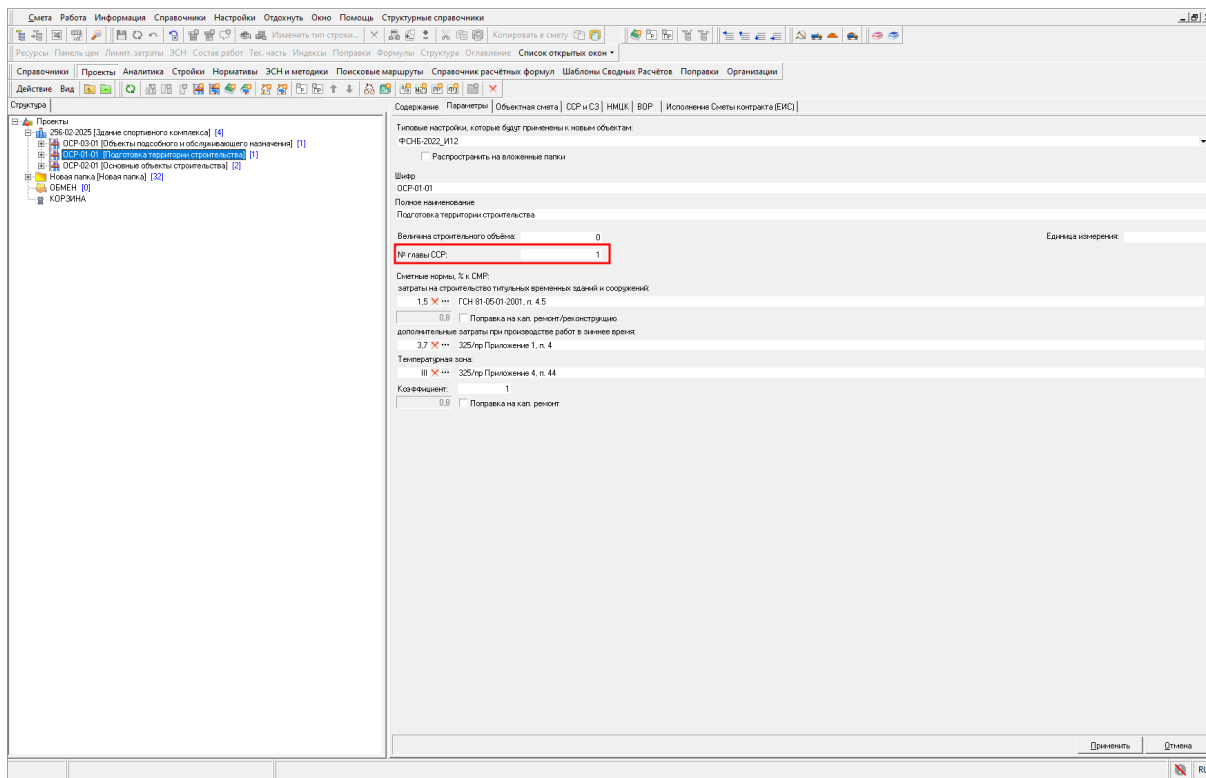 Смета Работа Информация Справочники Настройки Отдохнуть Окно Помощь Структурные справочники
Изменить тип строки... Копировать в смету
Ресурсы Панель цен Лимит. затраты ЭСН Состав работ Тех. часть Индексы Поправки Формулы Структура Оглавление Список открытых окон
Справочники Проекты Аналитика Стройки Нормативы ЭСН и методики Поисковые маршруты Справочник расчётных формул Шаблоны Сводных Расчётов Поправки Организации
Действие Вид
Структура
Проекты
256-02-2025 [Здание спортивного комплекса] [4]
ОСР-03-01 [Объекты подсобного и обслуживающего назначения] [1]
ОСР-01-01 [Подготовка территории строительства] [1]
ОСР-02-01 [Основные объекты строительства] [2]
Новая папка [Новая папка] [32]
ОБМЕН [0]
КОРЗИНА
Содержание Параметры Объектная смета ССР и СЗ НМЦК ВОР Исполнение Сметы контракта (ЕИС)
Типовые настройки, которые будут применены к новым объектам:
ФСНБ-2022_И12
Распространить на вложенные папки
Шифр
ОСР-01-01
Полное наименование
Подготовка территории строительства
Величина строительного объёма: 0 Единица измерения:
№ главы ССР: 1
Сметные нормы, % к СМР:
затраты на строительство титульных временных зданий и сооружений:
1,5 ГСН 81-05-01-2001, п. 4.5
0,8 Поправка на кап. ремонт/реконструкцию
дополнительные затраты при производстве работ в зимнее время:
3,7 325/пр Приложение 1, п. 4
Температурная зона:
III 325/пр Приложение 4, п. 44
Коэффициент: 1
0,8 Поправка на кап. ремонт
Применить Отмена